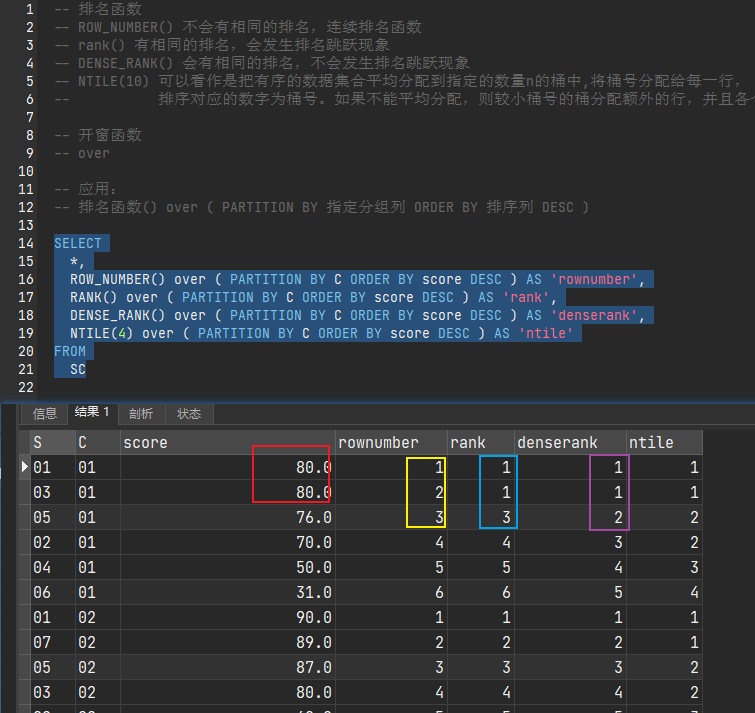 1 -- 排名函数
2 -- ROW_NUMBER() 不会有相同的排名，连续排名函数
3 -- rank() 有相同的排名，会发生排名跳跃现象
4 -- DENSE_RANK() 会有相同的排名，不会发生排名跳跃现象
5 -- NTILE(10) 可以看作是把有序的数据集合平均分配到指定的数量n的桶中,将桶号分配给每一行，
6 -- 排序对应的数字为桶号。如果不能平均分配，则较小桶号的桶分配额外的行，并且各
7
8 -- 开窗函数
9 -- over
10
11 -- 应用：
12 -- 排名函数() over ( PARTITION BY 指定分组列 ORDER BY 排序列 DESC )
13
14 SELECT
15 *,
16 ROW_NUMBER() over ( PARTITION BY C ORDER BY score DESC ) AS 'rownumber',
17 RANK() over ( PARTITION BY C ORDER BY score DESC ) AS 'rank',
18 DENSE_RANK() over ( PARTITION BY C ORDER BY score DESC ) AS 'denserank',
19 NTILE(4) over ( PARTITION BY C ORDER BY score DESC ) AS 'ntile'
20 FROM
21 SC
22
信息 结果 1 剖析 状态
S C score rownumber rank denserank ntile
01 01 80.0 1 1 1 1
03 01 80.0 2 1 1 1
05 01 76.0 3 3 2 2
02 01 70.0 4 4 3 2
04 01 50.0 5 5 4 3
06 01 31.0 6 6 5 4
01 02 90.0 1 1 1 1
07 02 89.0 2 2 2 1
05 02 87.0 3 3 3 2
03 02 80.0 4 4 4 2